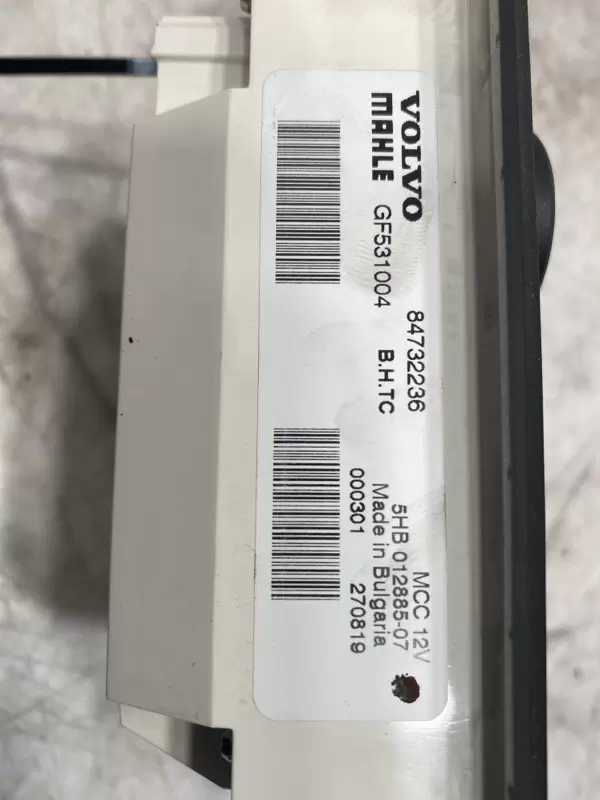 VOLVO 84732236 MCC 12V
MAHLE GF531004 B.H.TC 5HB 012885-07
Made in Bulgaria
000301 270819